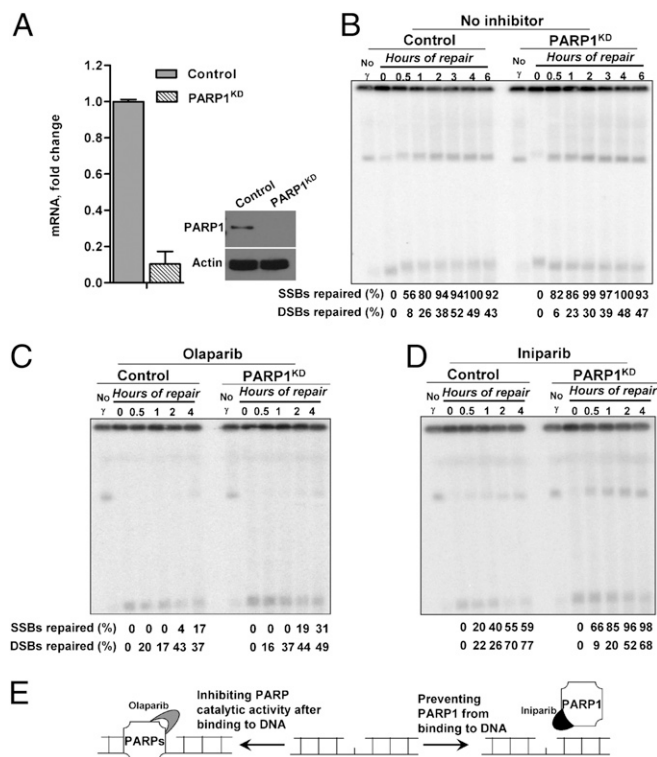 A
Control
PARP1KD
mRNA, fold change
1.2
1.0
0.8
0.6
0.4
0.2
0.0
Control
PARP1KD
PARP1
Actin
B
No inhibitor
Control
PARP1KD
No γ
Hours of repair
No γ
Hours of repair
0 0.5 1 2 3 4 6
0 0.5 1 2 3 4 6
SSBs repaired (%) 0 56 80 94 94 100 92 0 82 86 99 97 100 93
DSBs repaired (%) 0 8 26 38 52 49 43 0 6 23 30 39 48 47
C
Olaparib
Control
PARP1KD
No γ
Hours of repair
No γ
Hours of repair
0 0.5 1 2 4
0 0.5 1 2 4
SSBs repaired (%) 0 0 0 4 17 0 0 0 19 31
DSBs repaired (%) 0 20 17 43 37 0 16 37 44 49
D
Iniparib
Control
PARP1KD
No γ
Hours of repair
No γ
Hours of repair
0 0.5 1 2 4
0 0.5 1 2 4
SSBs repaired (%) 0 20 40 55 59 0 66 85 96 98
DSBs repaired (%) 0 22 26 70 77 0 9 20 52 68
E
Olaparib
PARPs
Inhibiting PARP
catalytic activity after
binding to DNA
Preventing
PARP1 from
binding to DNA
Iniparib
PARP1